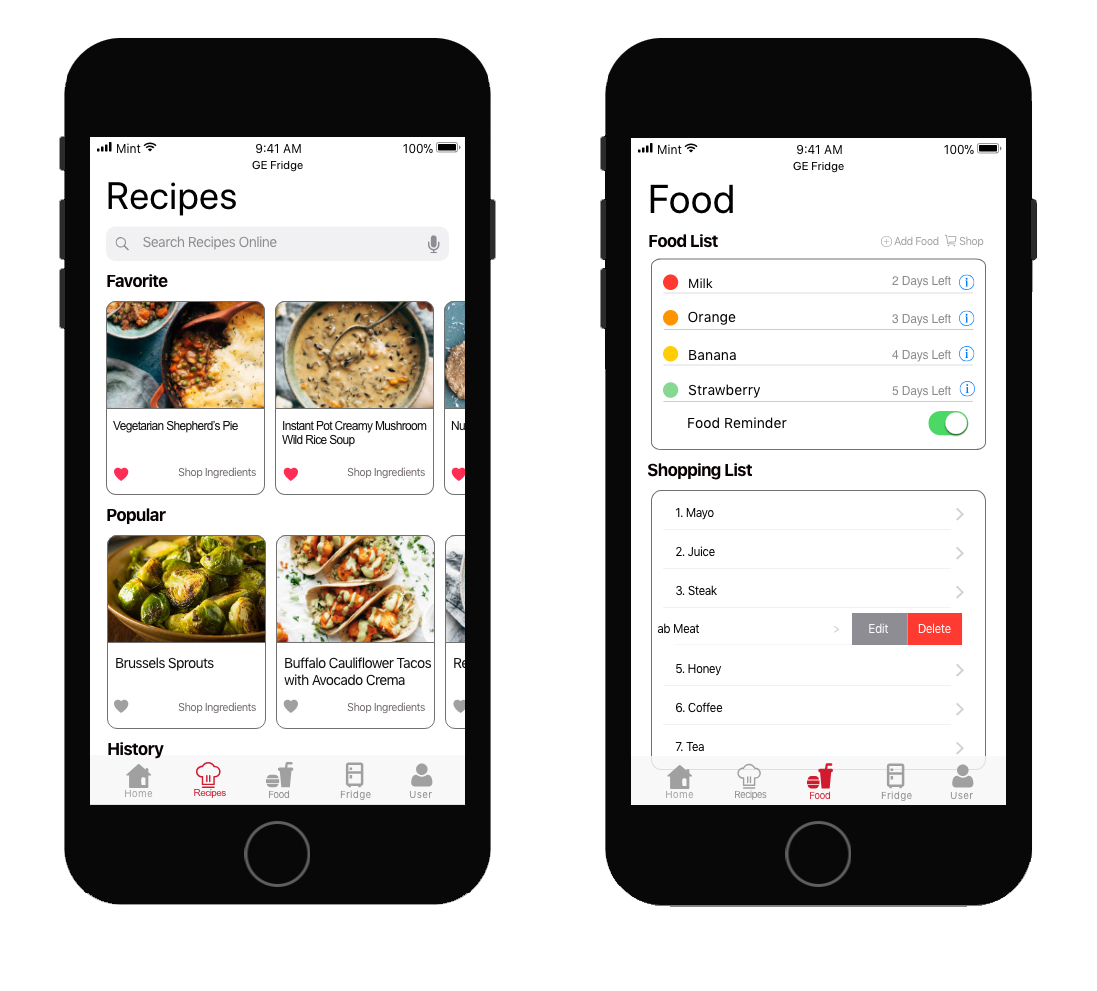 Mint 9:41 AM 100%
GE Fridge
Recipes
Search Recipes Online
Favorite
Vegetarian Shepherd's Pie
Shop Ingredients
Instant Pot Creamy Mushroom
Wild Rice Soup
Shop Ingredients
Nu
Popular
Brussels Sprouts
Shop Ingredients
Buffalo Cauliflower Tacos
with Avocado Crema
Shop Ingredients
Re
History
Home Recipes Food Fridge User
Mint 9:41 AM 100%
GE Fridge
Food
Food List Add Food Shop
Milk 2 Days Left
Orange 3 Days Left
Banana 4 Days Left
Strawberry 5 Days Left
Food Reminder
Shopping List
1. Mayo
2. Juice
3. Steak
ab Meat Edit Delete
5. Honey
6. Coffee
7. Tea
Home Recipes Food Fridge User